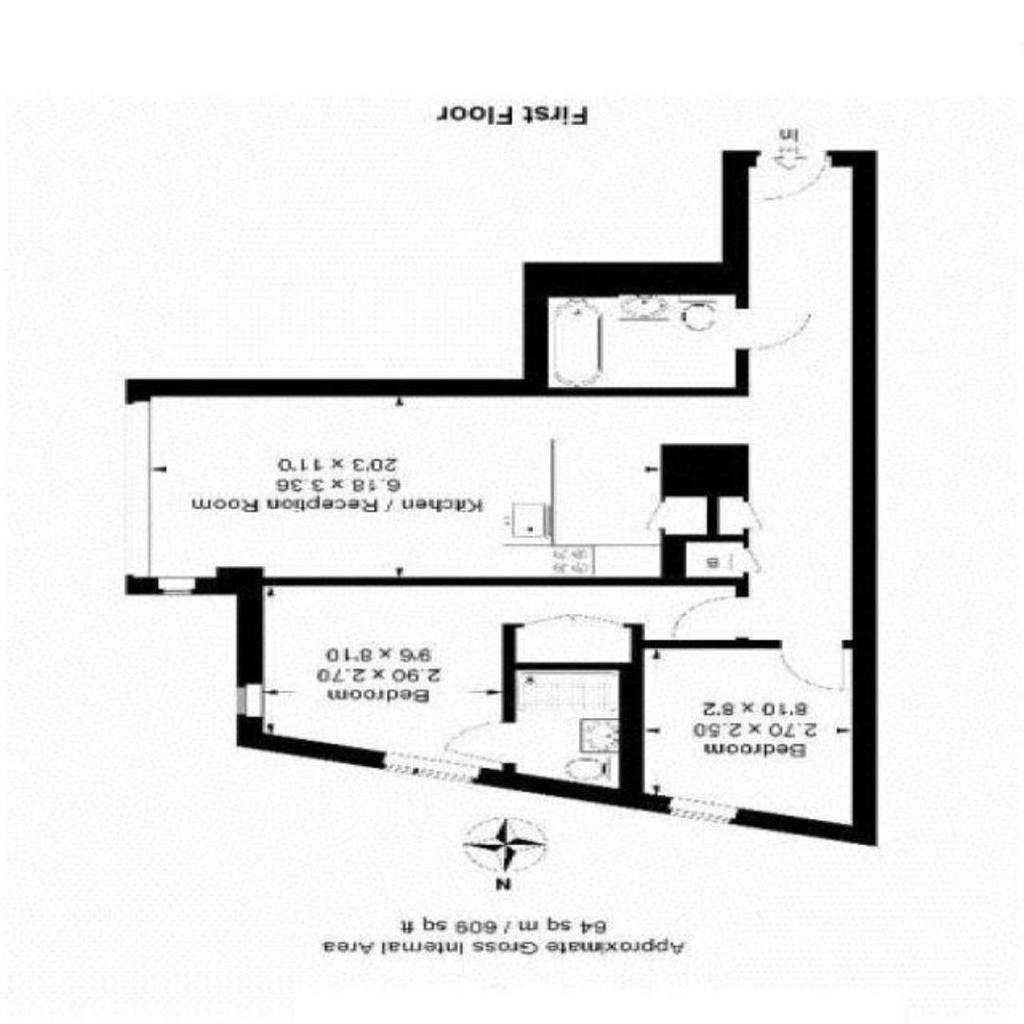 Approximate Gross Internal Area
64 sq m / 609 sq ft
N
Bedroom
2.70 x 2.50
8'10 x 8'2
Bedroom
2.90 x 2.70
9'6 x 8'10
B
Kitchen / Reception Room
6.18 x 3.36
20'3 x 11'0
In
First Floor